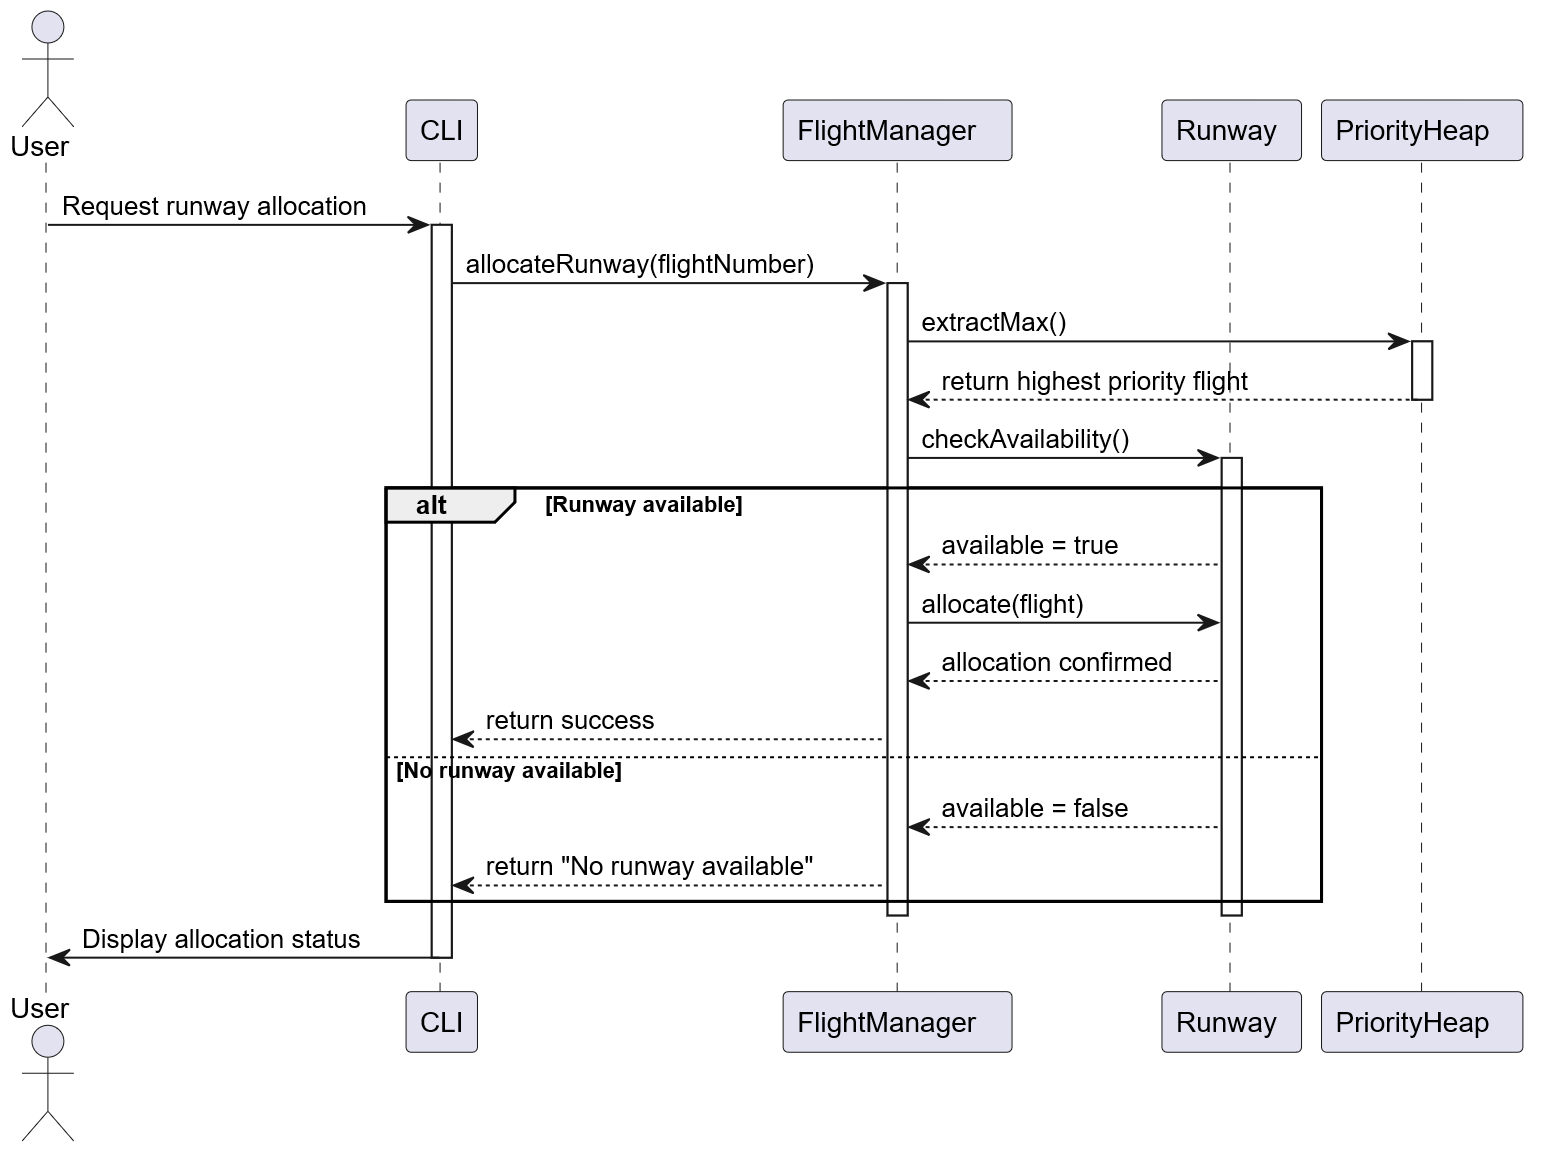 User
CLI
FlightManager
Runway
PriorityHeap
Request runway allocation
allocateRunway(flightNumber)
extractMax()
return highest priority flight
checkAvailability()
alt
[Runway available]
available = true
allocate(flight)
allocation confirmed
return success
[No runway available]
available = false
return "No runway available"
Display allocation status
User
CLI
FlightManager
Runway
PriorityHeap